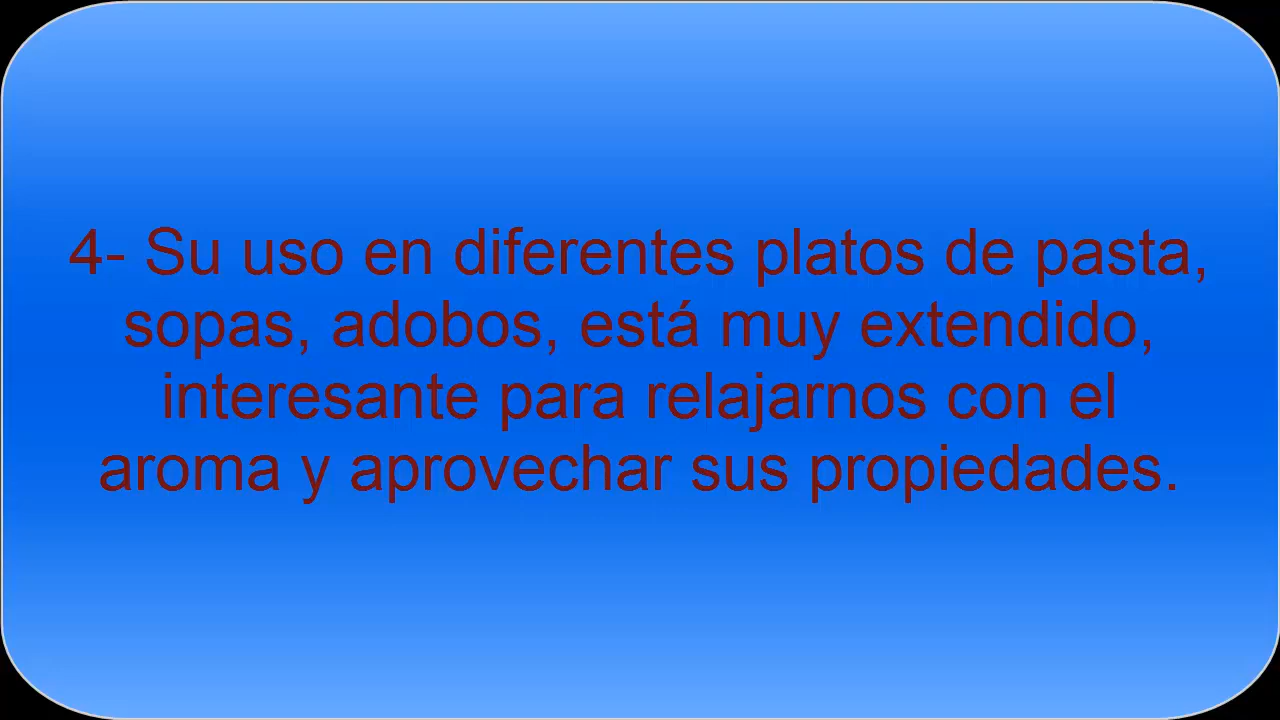 4- Su uso en diferentes platos de pasta,
sopas, adobos, está muy extendido,
interesante para relajarnos con el
aroma y aprovechar sus propiedades.